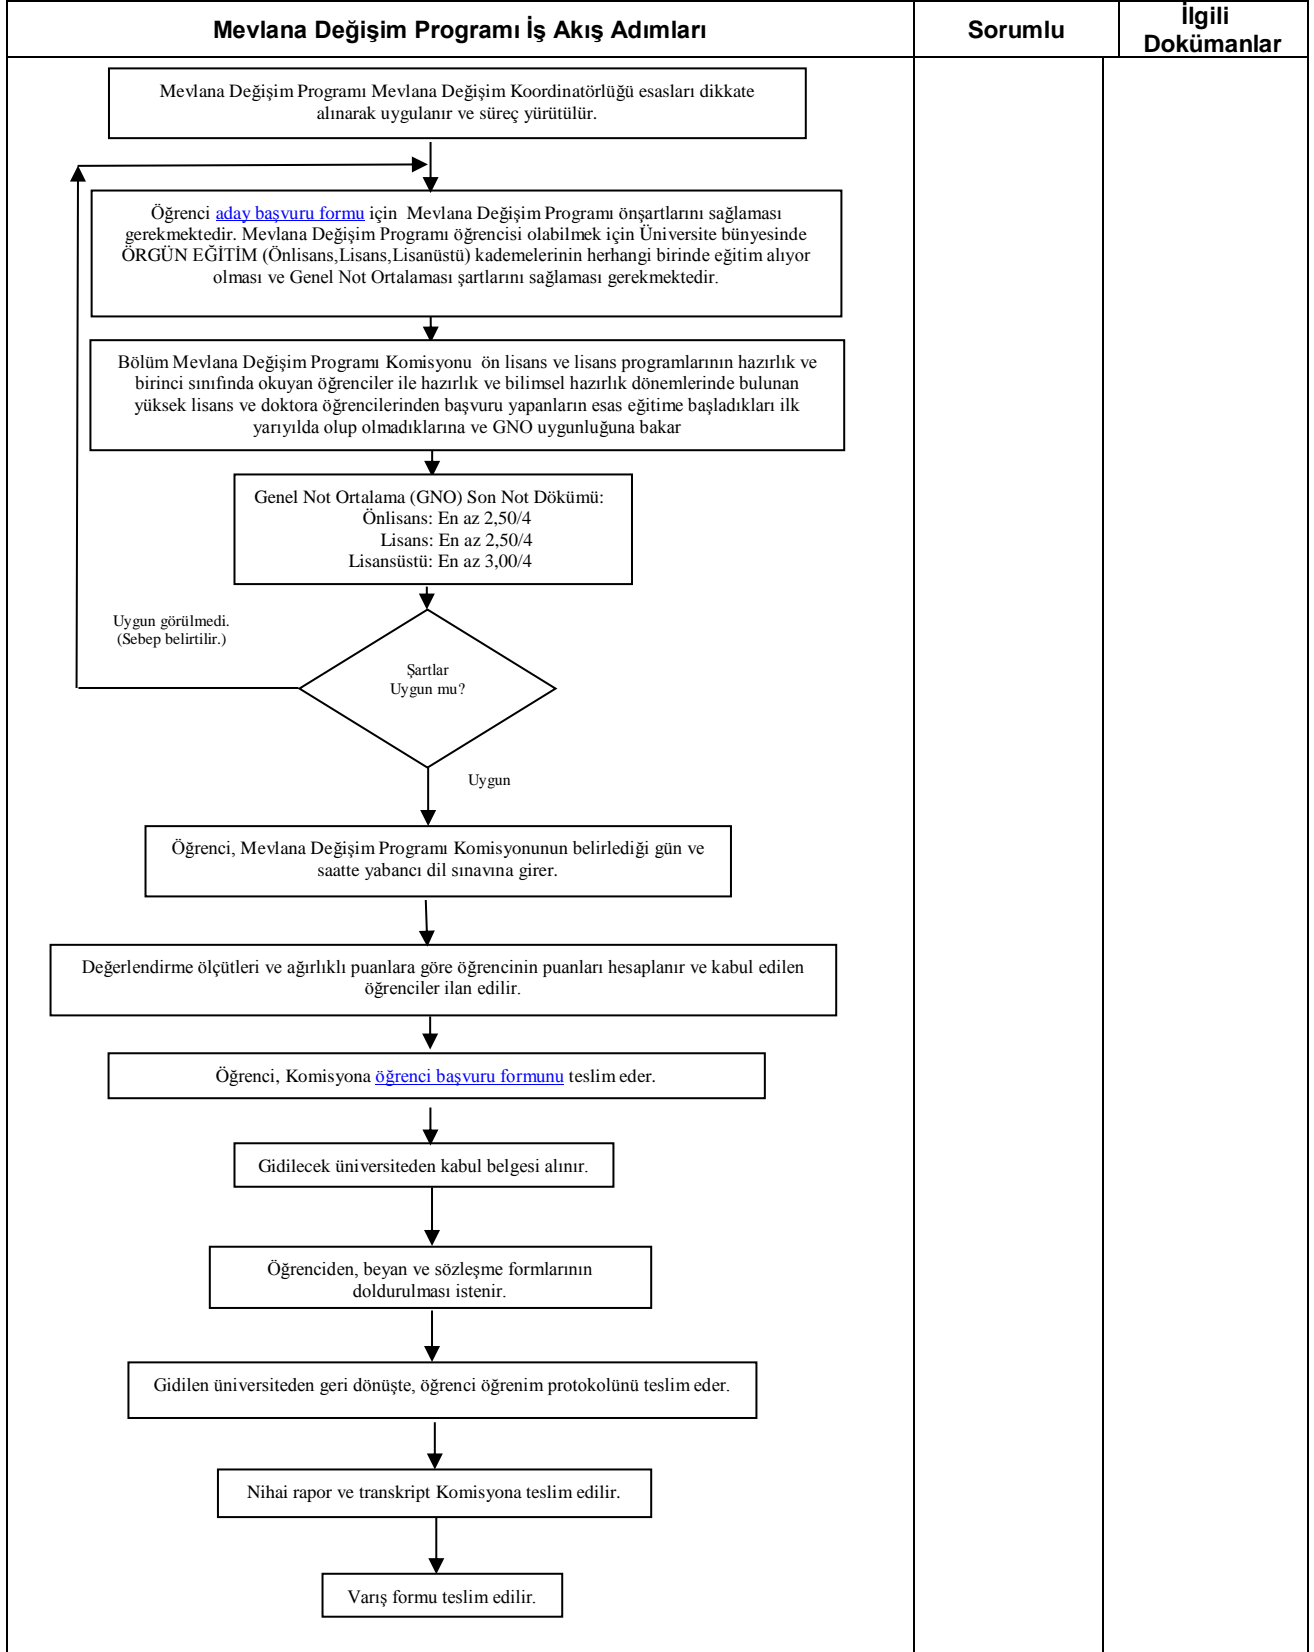 Mevlana Değişim Programı İş Akış Adımları
Sorumlu
İlgili
Dokümanlar
Mevlana Değişim Programı Mevlana Değişim Koordinatörlüğü esasları dikkate
alınarak uygulanır ve süreç yürütülür.
Öğrenci aday başvuru formu için Mevlana Değişim Programı önşartlarını sağlaması
gerekmektedir. Mevlana Değişim Programı öğrencisi olabilmek için Üniversite bünyesinde
ÖRGÜN EĞİTİM (Önlisans,Lisans,Lisanüstü) kademelerinin herhangi birinde eğitim alıyor
olması ve Genel Not Ortalaması şartlarını sağlaması gerekmektedir.
Bölüm Mevlana Değişim Programı Komisyonu ön lisans ve lisans programlarının hazırlık ve
birinci sınıfında okuyan öğrenciler ile hazırlık ve bilimsel hazırlık dönemlerinde bulunan
yüksek lisans ve doktora öğrencilerinden başvuru yapanların esas eğitime başladıkları ilk
yarıyılda olup olmadıklarına ve GNO uygunluğuna bakar
Genel Not Ortalama (GNO) Son Not Dökümü:
Önlisans: En az 2,50/4
Lisans: En az 2,50/4
Lisansüstü: En az 3,00/4
Uygun görülmedi.
(Sebep belirtilir.)
Şartlar
Uygun mu?
Uygun
Öğrenci, Mevlana Değişim Programı Komisyonunun belirlediği gün ve
saatte yabancı dil sınavına girer.
Değerlendirme ölçütleri ve ağırlıklı puanlara göre öğrencinin puanları hesaplanır ve kabul edilen
öğrenciler ilan edilir.
Öğrenci, Komisyona öğrenci başvuru formunu teslim eder.
Gidilecek üniversiteden kabul belgesi alınır.
Öğrenciden, beyan ve sözleşme formlarının
doldurulması istenir.
Gidilen üniversiteden geri dönüşte, öğrenci öğrenim protokolünü teslim eder.
Nihai rapor ve transkript Komisyona teslim edilir.
Varış formu teslim edilir.